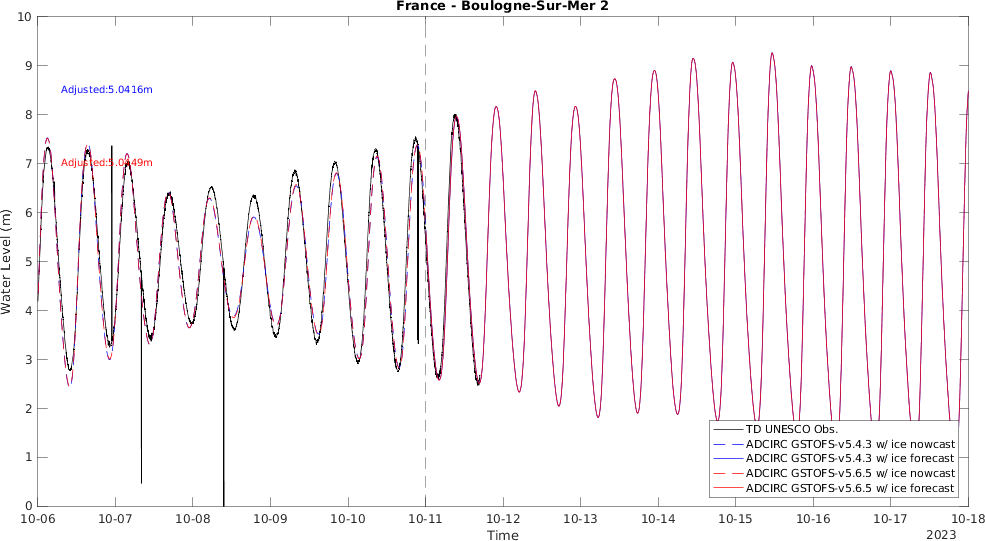 France - Boulogne-Sur-Mer 2
10
9
8
7
6
5
4
3
2
1
0
Water Level (m)
Adjusted:5.0416m
TD UNESCO Obs.
ADCIRC GSTOFS-v5.4.3 w/ ice nowcast
ADCIRC GSTOFS-v5.4.3 w/ ice forecast
ADCIRC GSTOFS-v5.6.5 w/ ice nowcast
ADCIRC GSTOFS-v5.6.5 w/ ice forecast
10-06 10-07 10-08 10-09 10-10 10-11 10-12 10-13 10-14 10-15 10-16 10-17 10-18
Time
2023